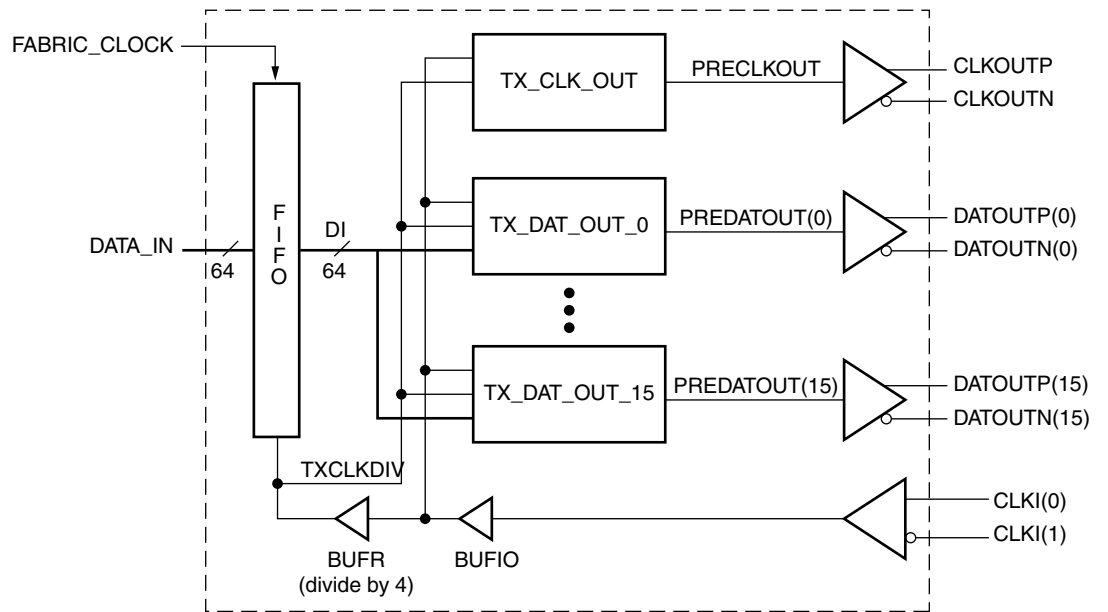 FABRIC_CLOCK
TX_CLK_OUT
PRECLKOUT
CLKOUTP
CLKOUTN
DATA_IN
64
F
I
F
O
DI
64
TX_DAT_OUT_0
PREDATOUT(0)
DATOUTP(0)
DATOUTN(0)
TX_DAT_OUT_15
PREDATOUT(15)
DATOUTP(15)
DATOUTN(15)
TXCLKDIV
BUFR
(divide by 4)
BUFIO
CLKI(0)
CLKI(1)